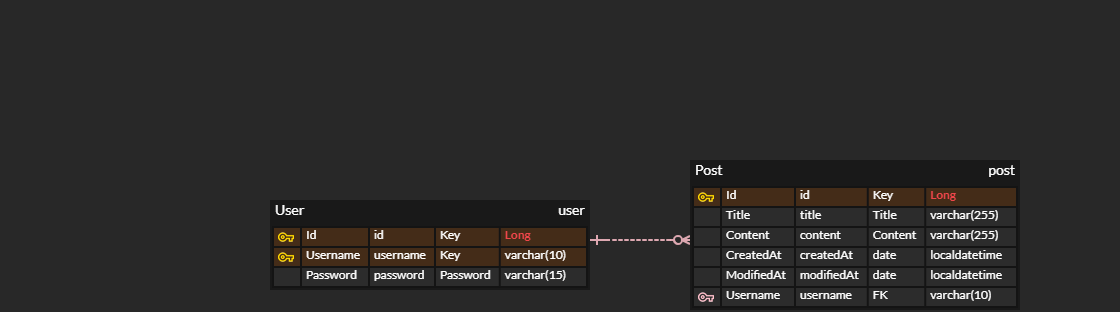 User user
Id id Key Long
Username username Key varchar(10)
Password password Password varchar(15)
Post post
Id id Key Long
Title title Title varchar(255)
Content content Content varchar(255)
CreatedAt createdAt date localdatetime
ModifiedAt modifiedAt date localdatetime
Username username FK varchar(10)